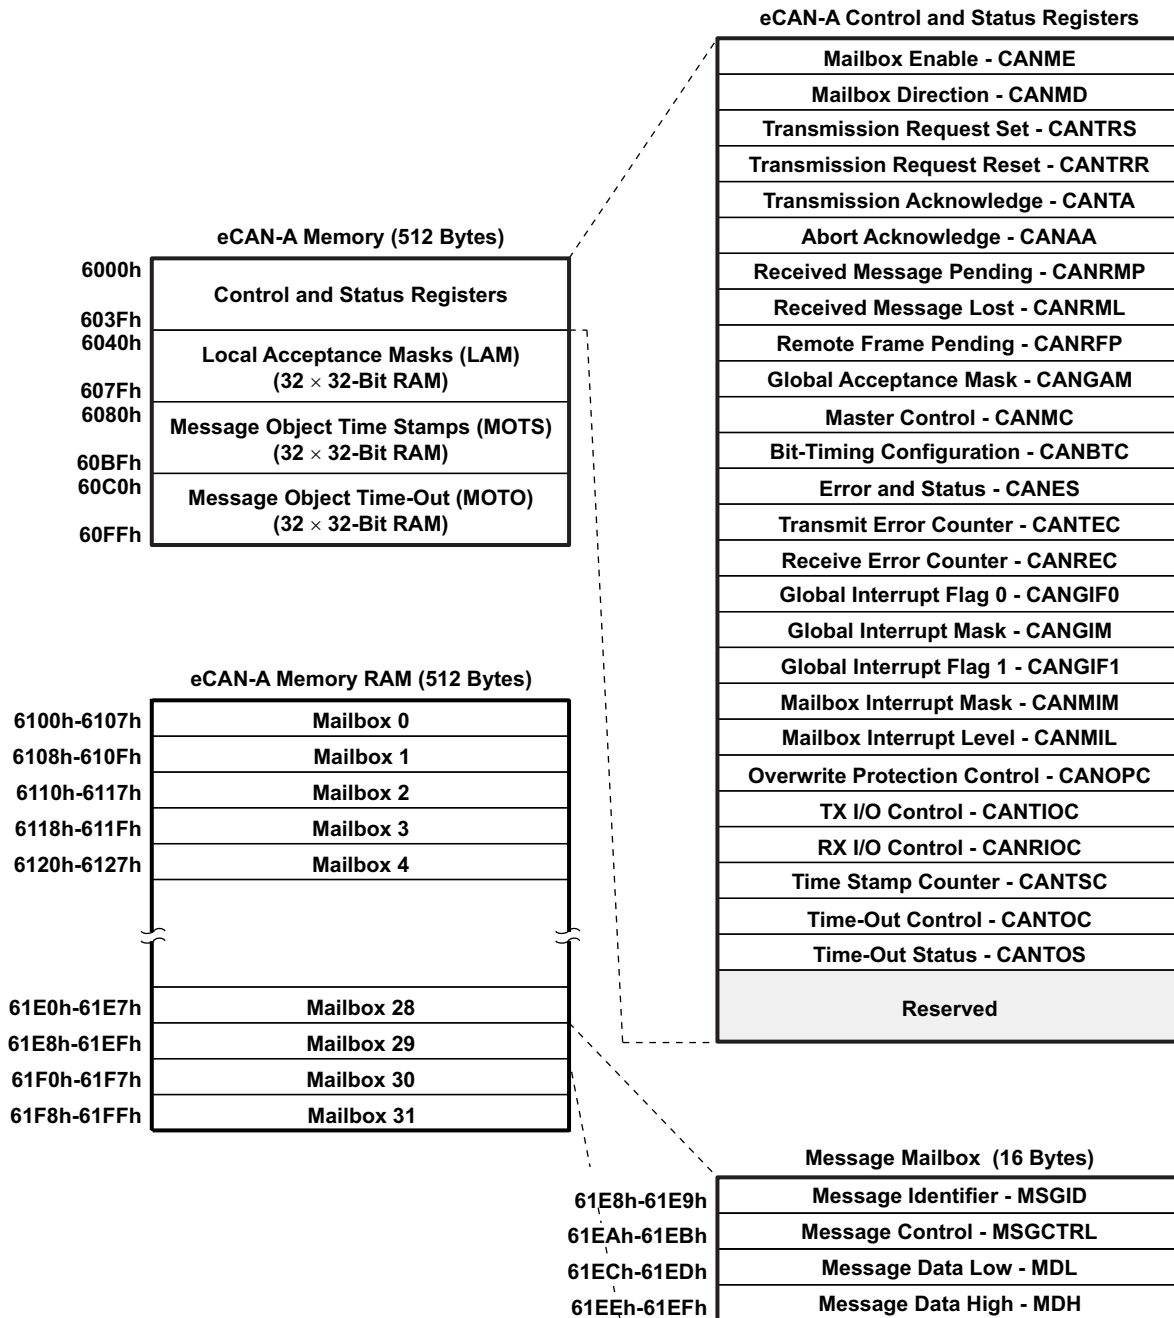 eCAN-A Control and Status Registers
Mailbox Enable - CANME
Mailbox Direction - CANMD
Transmission Request Set - CANTRS
Transmission Request Reset - CANTRR
Transmission Acknowledge - CANTA
Abort Acknowledge - CANAA
Received Message Pending - CANRMP
Received Message Lost - CANRML
Remote Frame Pending - CANRFP
Global Acceptance Mask - CANGAM
Master Control - CANMC
Bit-Timing Configuration - CANBTC
Error and Status - CANES
Transmit Error Counter - CANTEC
Receive Error Counter - CANREC
Global Interrupt Flag 0 - CANGIF0
Global Interrupt Mask - CANGIM
Global Interrupt Flag 1 - CANGIF1
Mailbox Interrupt Mask - CANMIM
Mailbox Interrupt Level - CANMIL
Overwrite Protection Control - CANOPC
TX I/O Control - CANTIOC
RX I/O Control - CANRIOC
Time Stamp Counter - CANTSC
Time-Out Control - CANTOC
Time-Out Status - CANTOS
Reserved
eCAN-A Memory (512 Bytes)
6000h
Control and Status Registers
603Fh
6040h
Local Acceptance Masks (LAM)
(32 × 32-Bit RAM)
607Fh
6080h
Message Object Time Stamps (MOTS)
(32 × 32-Bit RAM)
60BFh
60C0h
Message Object Time-Out (MOTO)
(32 × 32-Bit RAM)
60FFh
eCAN-A Memory RAM (512 Bytes)
6100h-6107h Mailbox 0
6108h-610Fh Mailbox 1
6110h-6117h Mailbox 2
6118h-611Fh Mailbox 3
6120h-6127h Mailbox 4
61E0h-61E7h Mailbox 28
61E8h-61EFh Mailbox 29
61F0h-61F7h Mailbox 30
61F8h-61FFh Mailbox 31
Message Mailbox (16 Bytes)
61E8h-61E9h Message Identifier - MSGID
61EAh-61EBh Message Control - MSGCTRL
61ECh-61EDh Message Data Low - MDL
61EEh-61EFh Message Data High - MDH